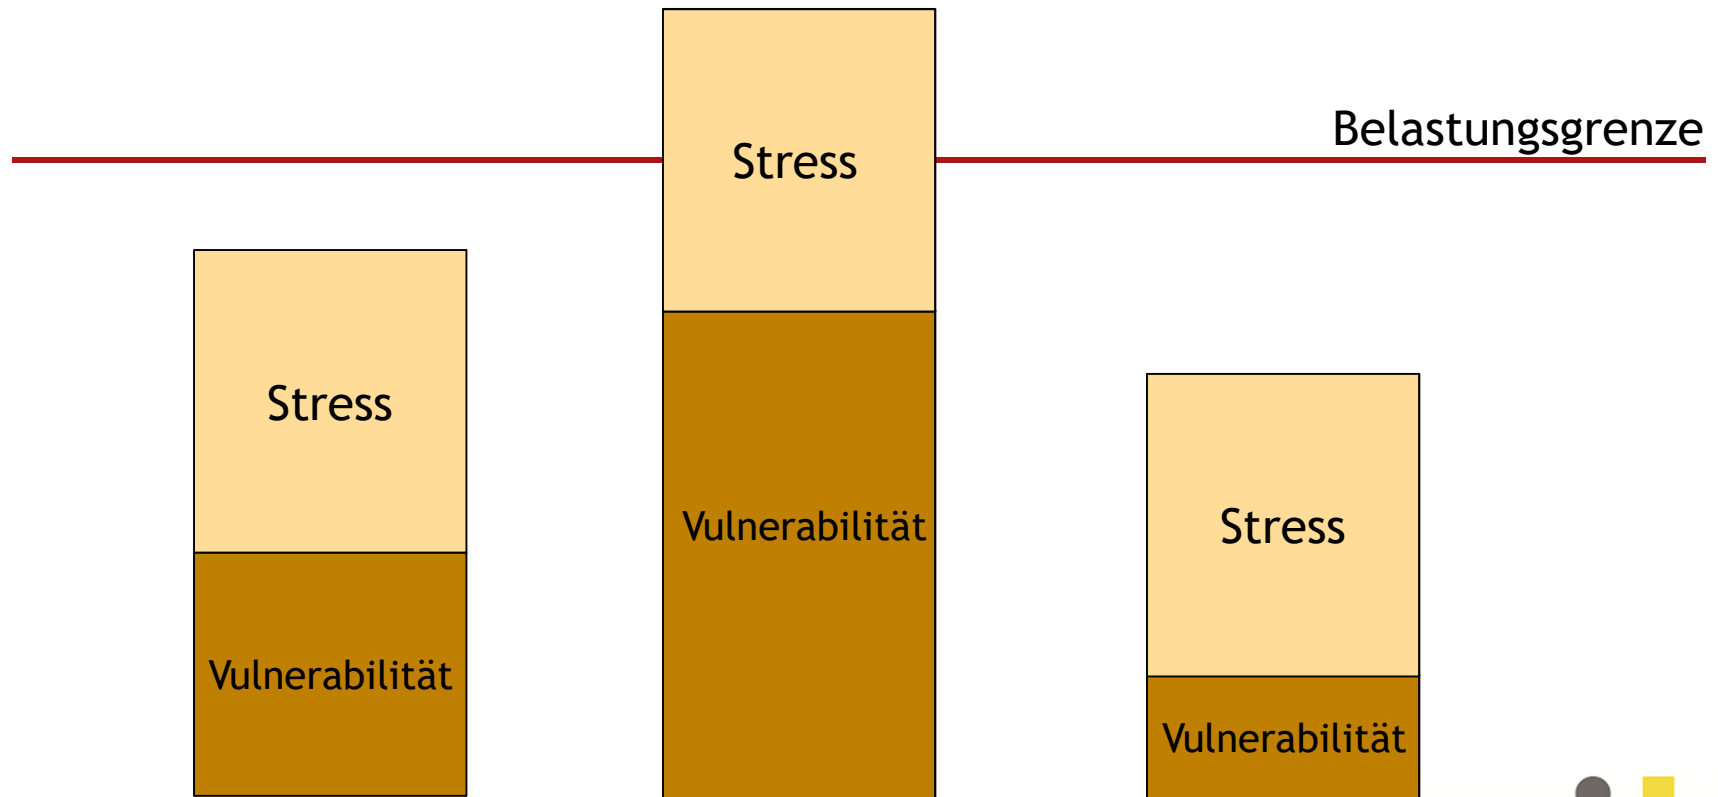 Belastungsgrenze
Stress
Stress
Vulnerabilität
Stress
Vulnerabilität
Vulnerabilität